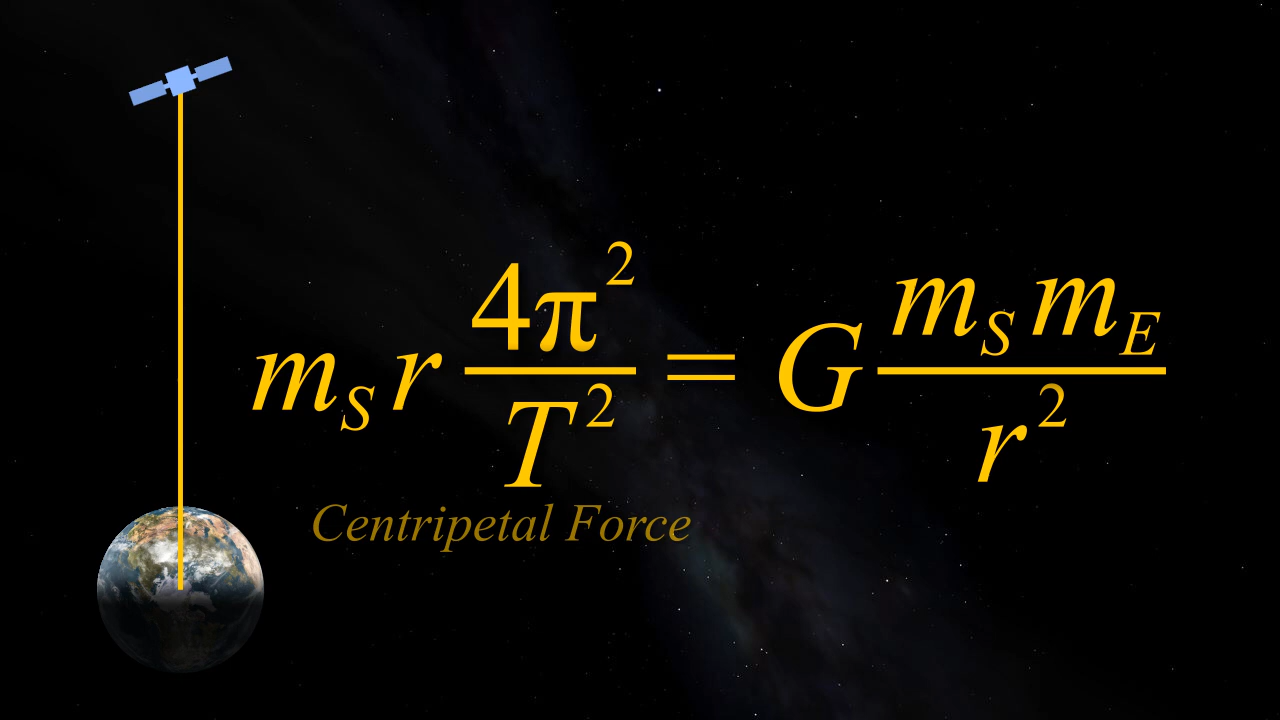 m_S r 4π²/T² = G m_S m_E/r²
Centripetal Force